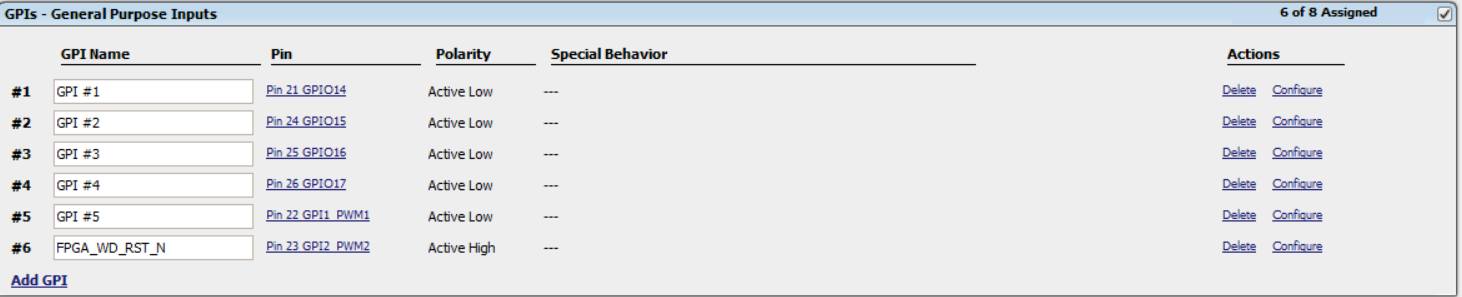 GPIs - General Purpose Inputs 6 of 8 Assigned
GPI Name Pin Polarity Special Behavior Actions
#1 GPI #1 Pin 21 GPIO14 Active Low --- Delete Configure
#2 GPI #2 Pin 24 GPIO15 Active Low --- Delete Configure
#3 GPI #3 Pin 25 GPIO16 Active Low --- Delete Configure
#4 GPI #4 Pin 26 GPIO17 Active Low --- Delete Configure
#5 GPI #5 Pin 22 GPI1_PWM1 Active Low --- Delete Configure
#6 FPGA_WD_RST_N Pin 23 GPI2_PWM2 Active High --- Delete Configure
Add GPI